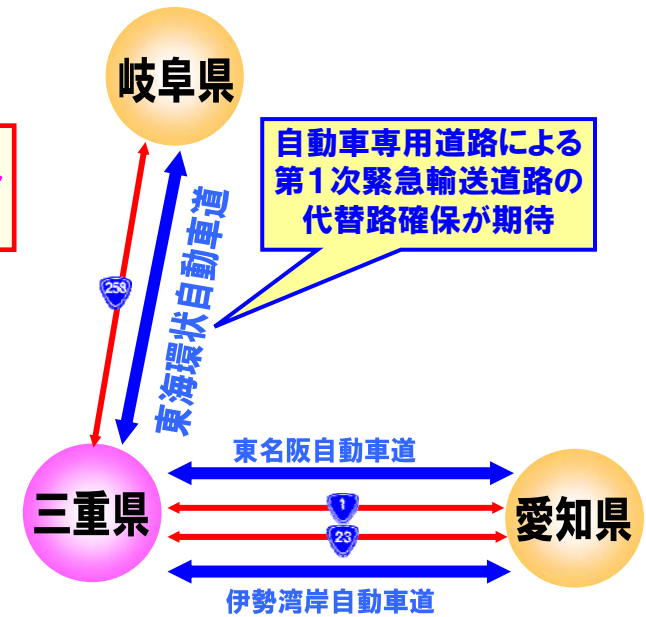 岐阜県
自動車専用道路による
第1次緊急輸送道路の
代替路確保が期待
258
東海環状自動車道
東名阪自動車道
三重県
1
23
愛知県
伊勢湾岸自動車道